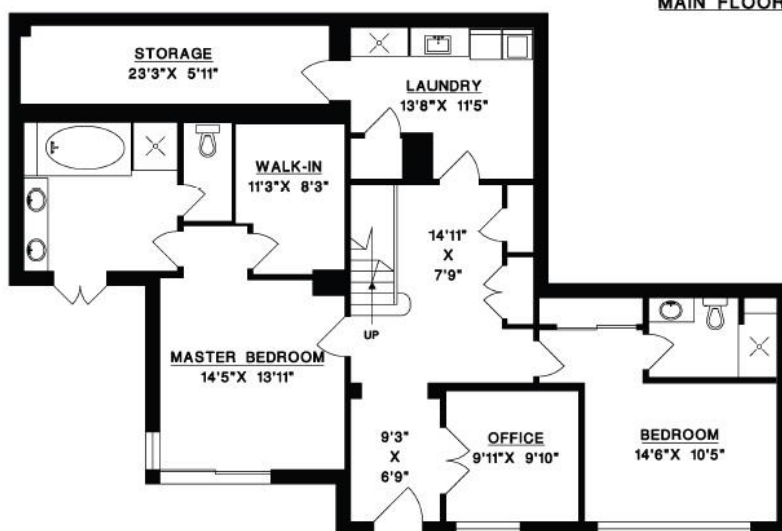 MAIN FLOOR
STORAGE
23'3"X 5'11"
LAUNDRY
13'8"X 11'5"
WALK-IN
11'3"X 8'3"
14'11"
X
7'9"
UP
MASTER BEDROOM
14'5"X 13'11"
9'3"
X
6'9"
OFFICE
9'11"X 9'10"
BEDROOM
14'6"X 10'5"